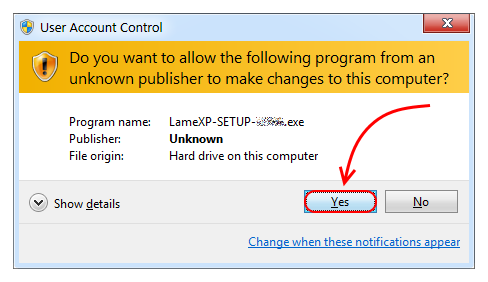 User Account Control
Do you want to allow the following program from an
unknown publisher to make changes to this computer?
Program name: LameXP-SETUP- .exe
Publisher: Unknown
File origin: Hard drive on this computer
Show details
Yes
No
Change when these notifications appear